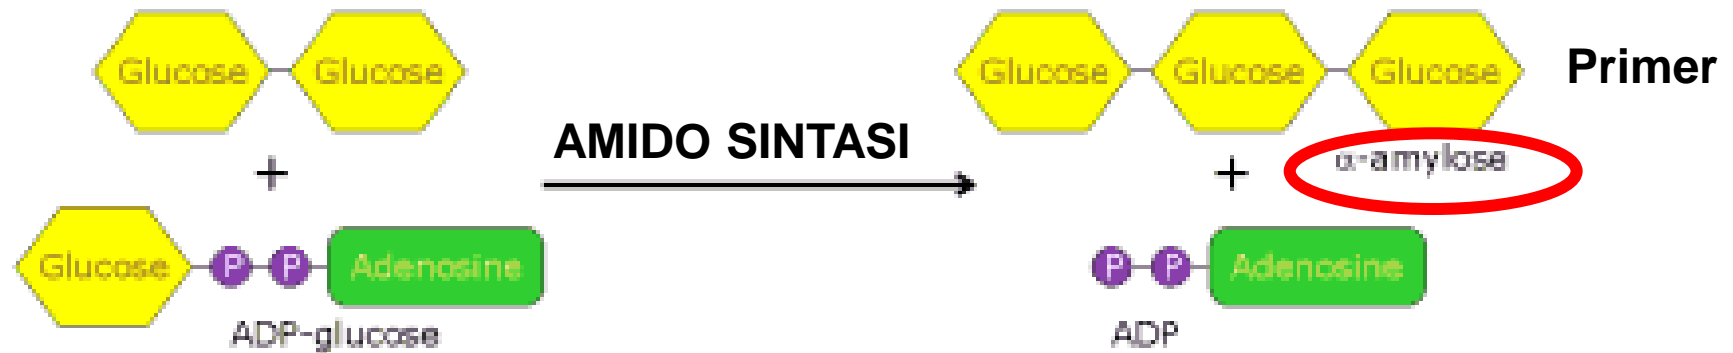 Glucose Glucose
+
Glucose P P Adenosine
ADP-glucose
AMIDO SINTASI
Glucose Glucose Glucose Primer
α-amylose
+
P P Adenosine
ADP